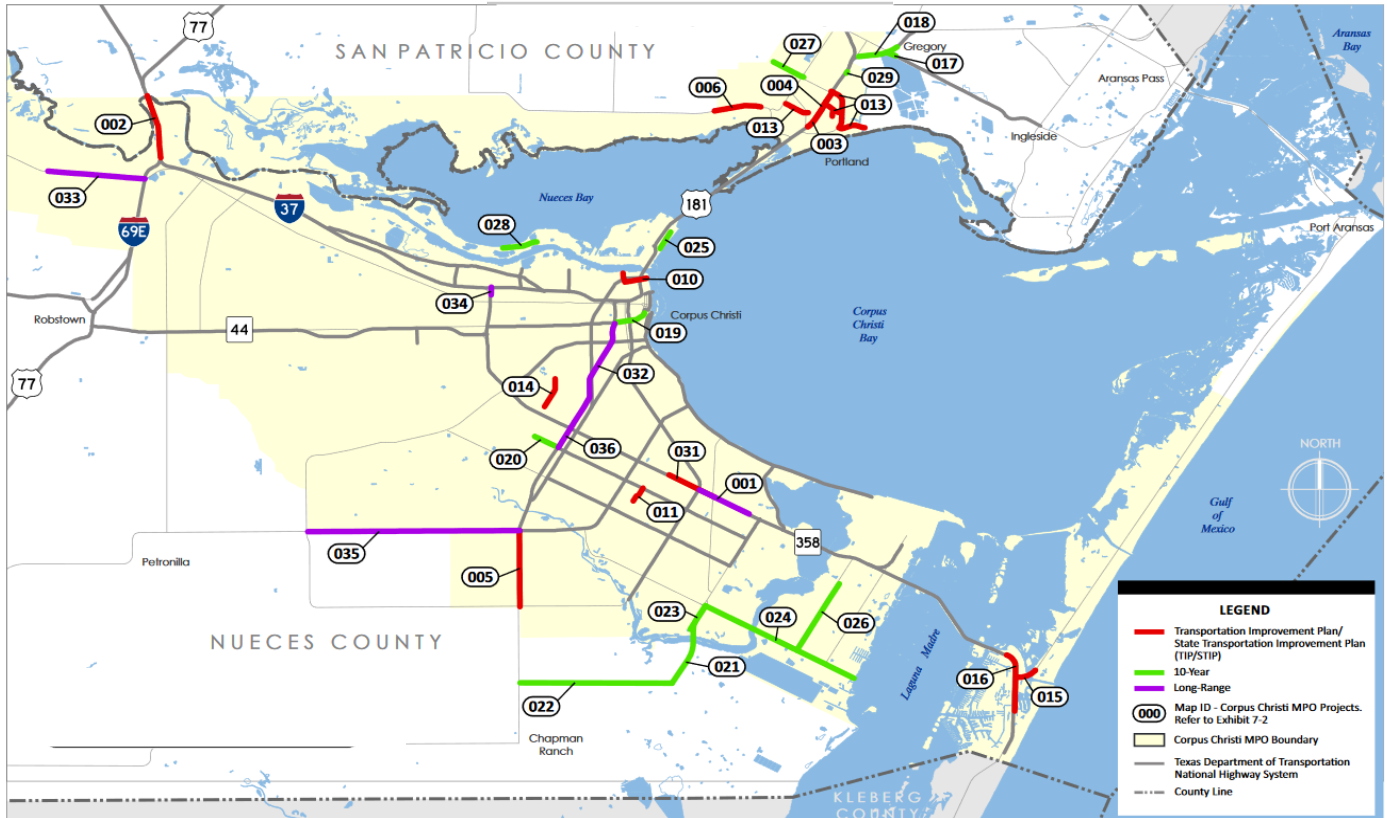 77
SAN PATRICIO COUNTY
018
027
Gregory
017
Aransas
Bay
029
004
Aransas Pass
006
013
002
013
003
Ingleside
Portland
033
Nueces Bay
181
37
69E
028
025
Port Aransas
010
034
Robstown
Corpus Christi
44
019
Corpus
Christi
Bay
032
77
014
NORTH
036
020
031
001
011
Gulf
of
Mexico
035
358
Petronilla
005
023
024
026
NUECES COUNTY
021
Laguna Madre
016
015
022
Chapman
Ranch
KLEBERG
COUNTY
LEGEND
Transportation Improvement Plan/
State Transportation Improvement Plan
(TIP/STIP)
10-Year
Long-Range
000 Map ID - Corpus Christi MPO Projects.
Refer to Exhibit 7-2
Corpus Christi MPO Boundary
Texas Department of Transportation
National Highway System
County Line